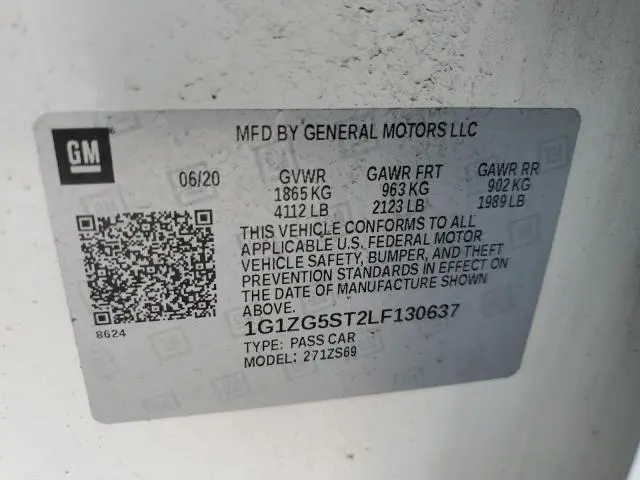 GM
MFD BY GENERAL MOTORS LLC
06/20 GVWR GAWR FRT GAWR RR
1865 KG 963 KG 902 KG
4112 LB 2123 LB 1989 LB
THIS VEHICLE CONFORMS TO ALL
APPLICABLE U.S. FEDERAL MOTOR
VEHICLE SAFETY, BUMPER, AND THEFT
PREVENTION STANDARDS IN EFFECT ON
THE DATE OF MANUFACTURE SHOWN
ABOVE.
8624
1G1ZG5ST2LF130637
TYPE: PASS CAR
MODEL: 271ZS69